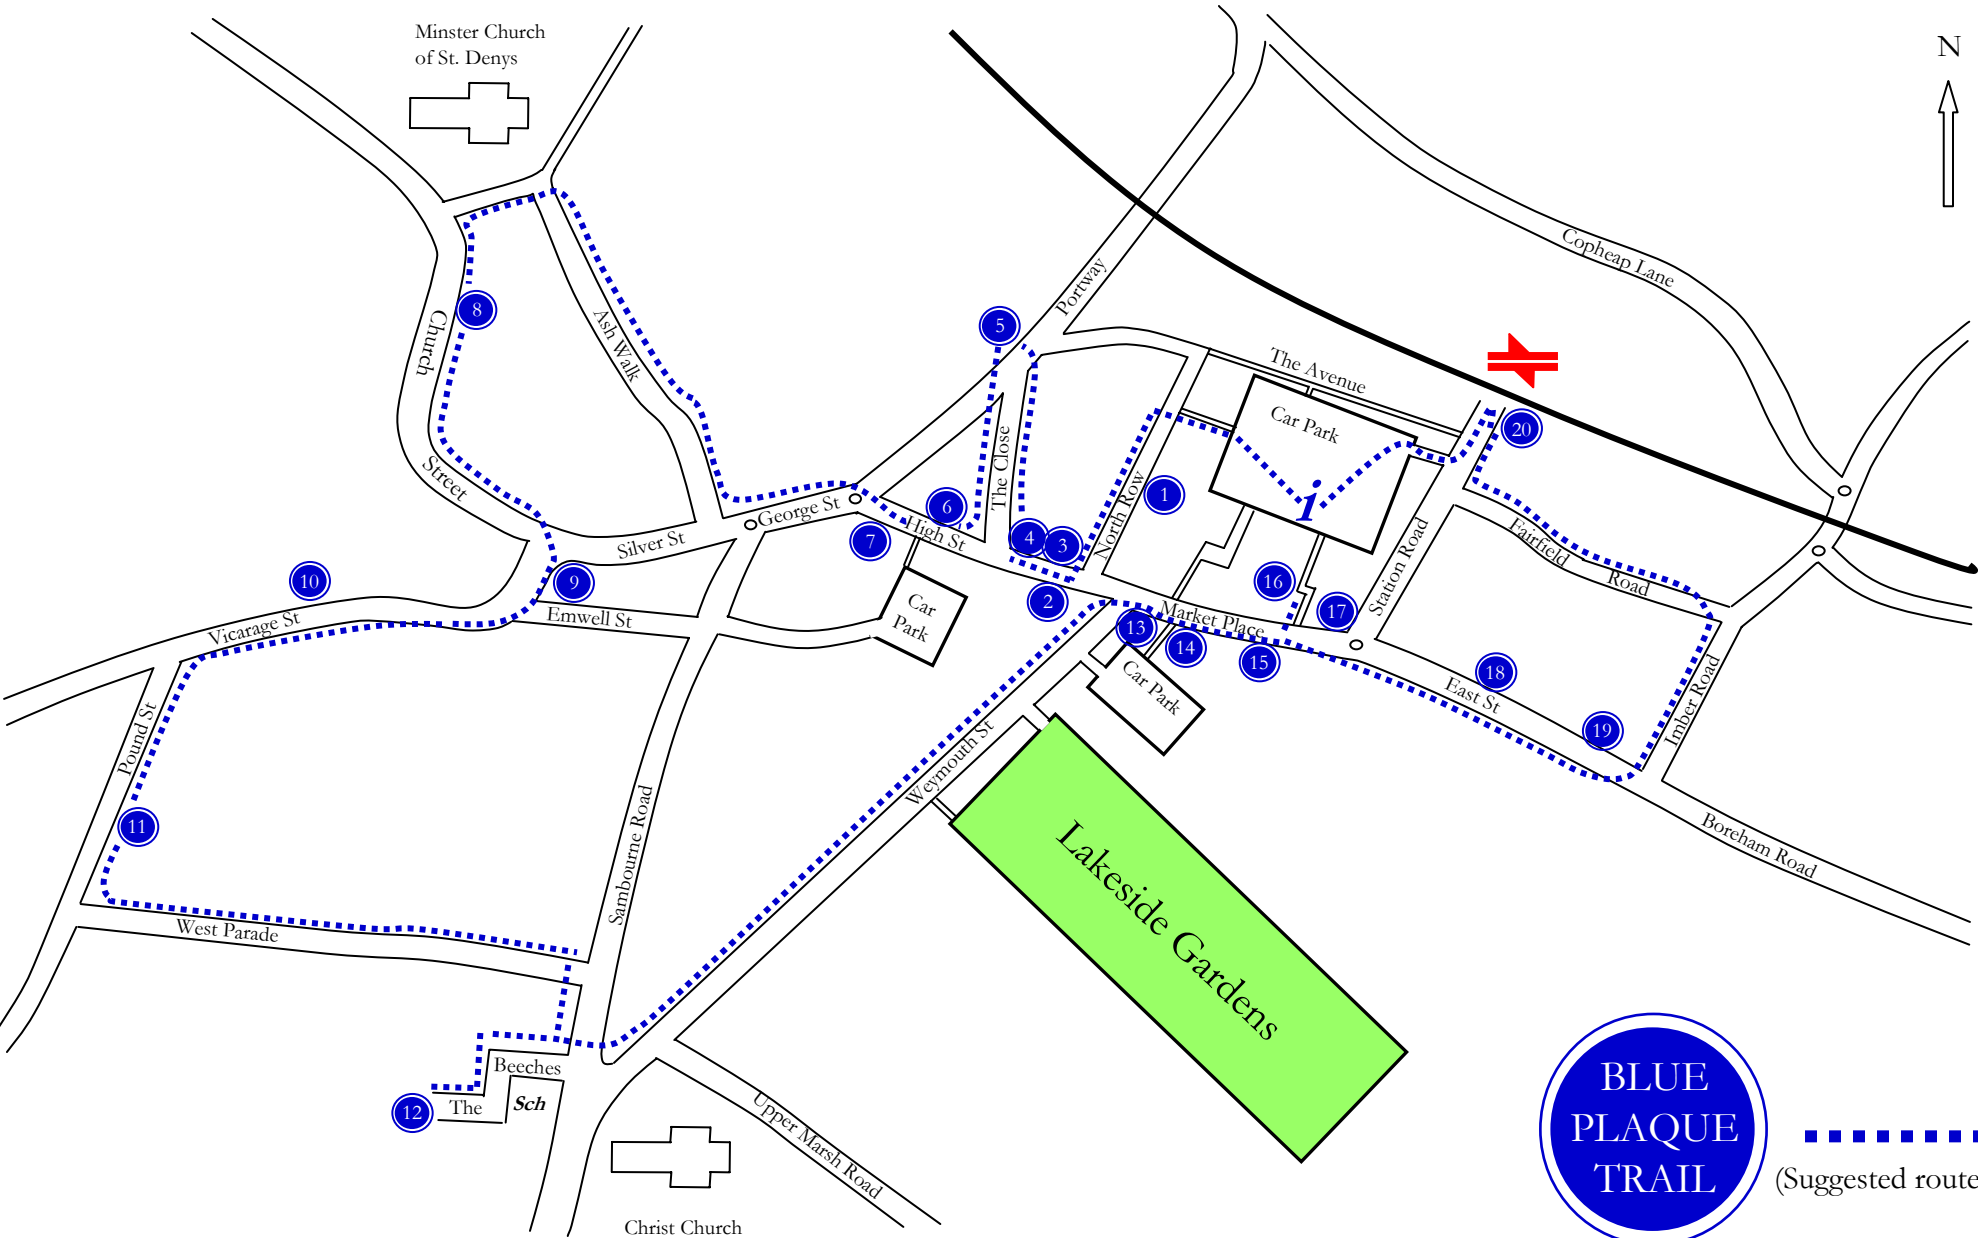 Minster Church
of St. Denys
N
Copheap Lane
Portway
The Avenue
Car Park
i
Church
Street
Ash Walk
The Close
North Row
Station Road
Fairfield
Road
George St
High St
Silver St
Emwell St
Vicarage St
Car
Park
Market Place
Car Park
East St
Imber Road
Boreham Road
Pound St
Weymouth St
Sambourne Road
West Parade
Lakeside Gardens
Beeches
The
Sch
Upper Marsh Road
Christ Church
1
2
3
4
5
6
7
8
9
10
11
12
13
14
15
16
17
18
19
20
BLUE
PLAQUE
TRAIL
(Suggested route